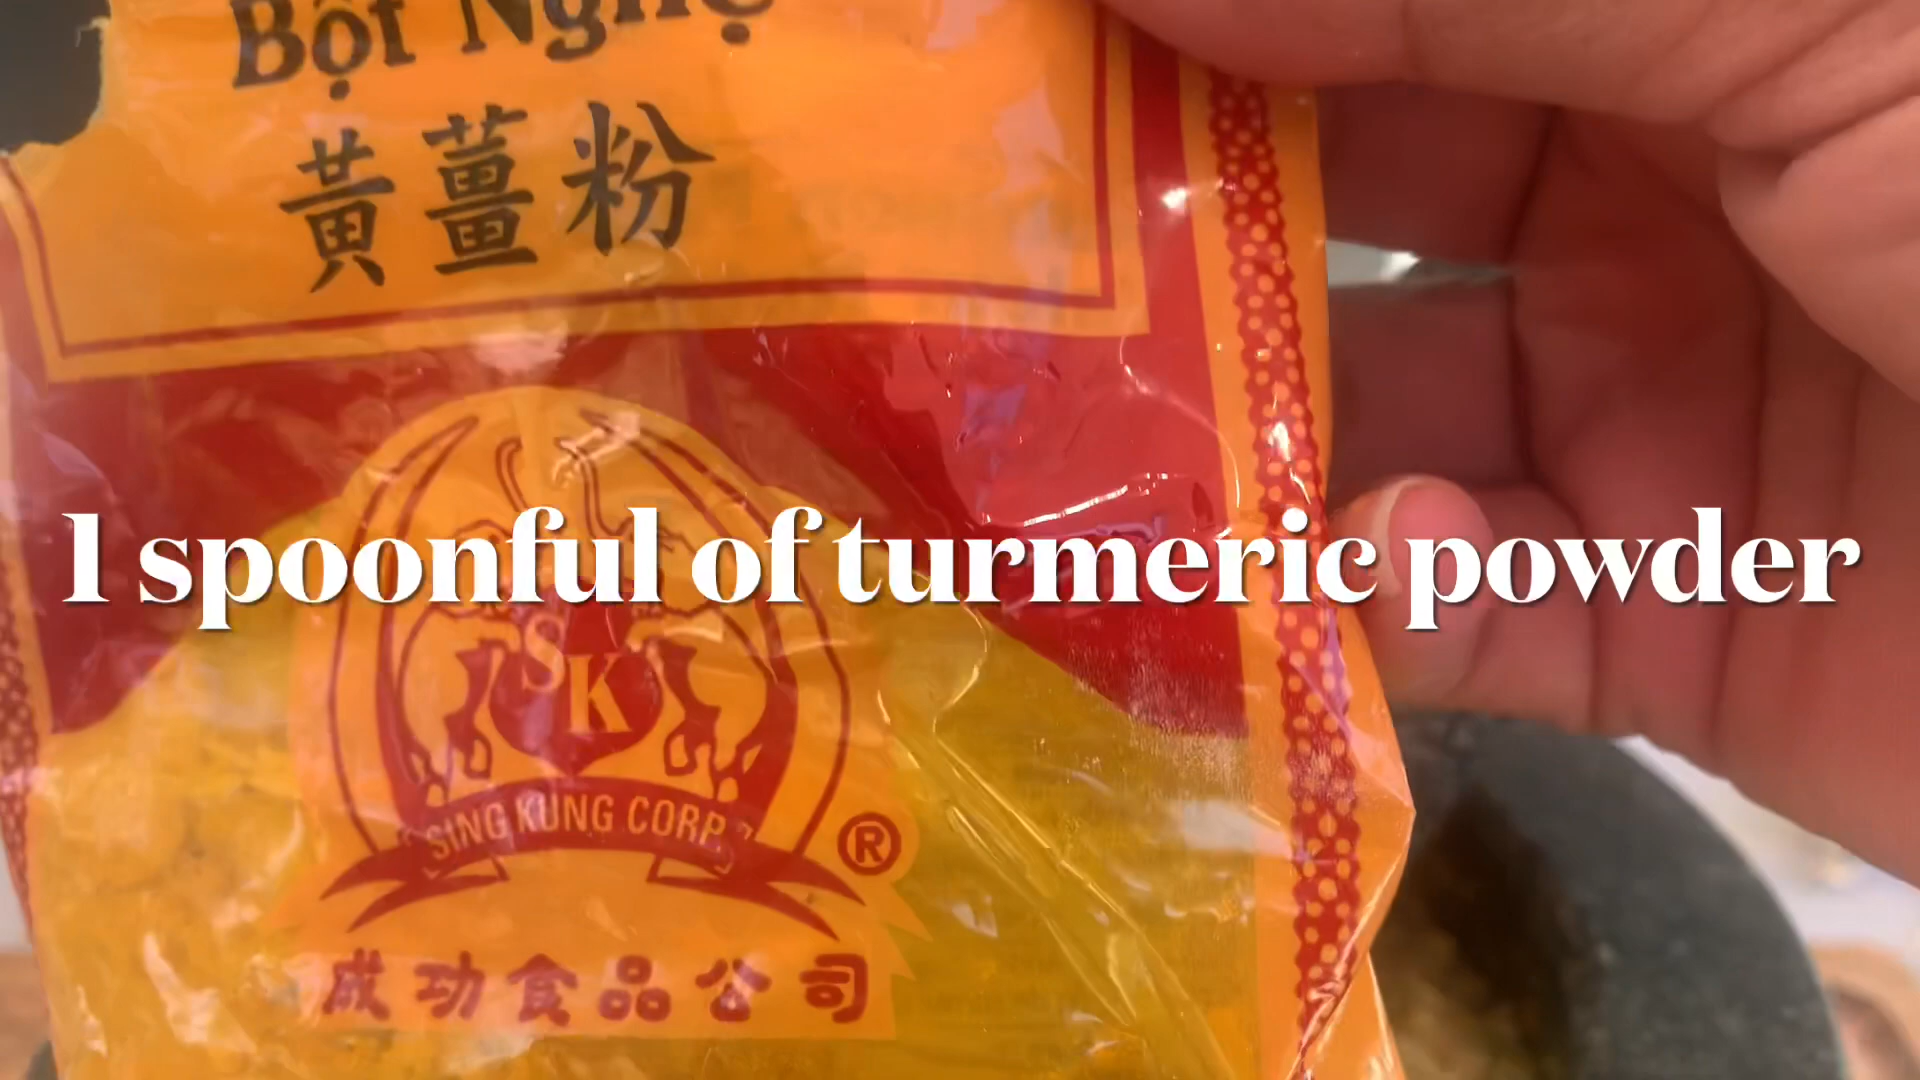 Bột Nghệ
黃薑粉
1 spoonful of turmeric powder
SK
SING KUNG CORP.
®
成功食品公司